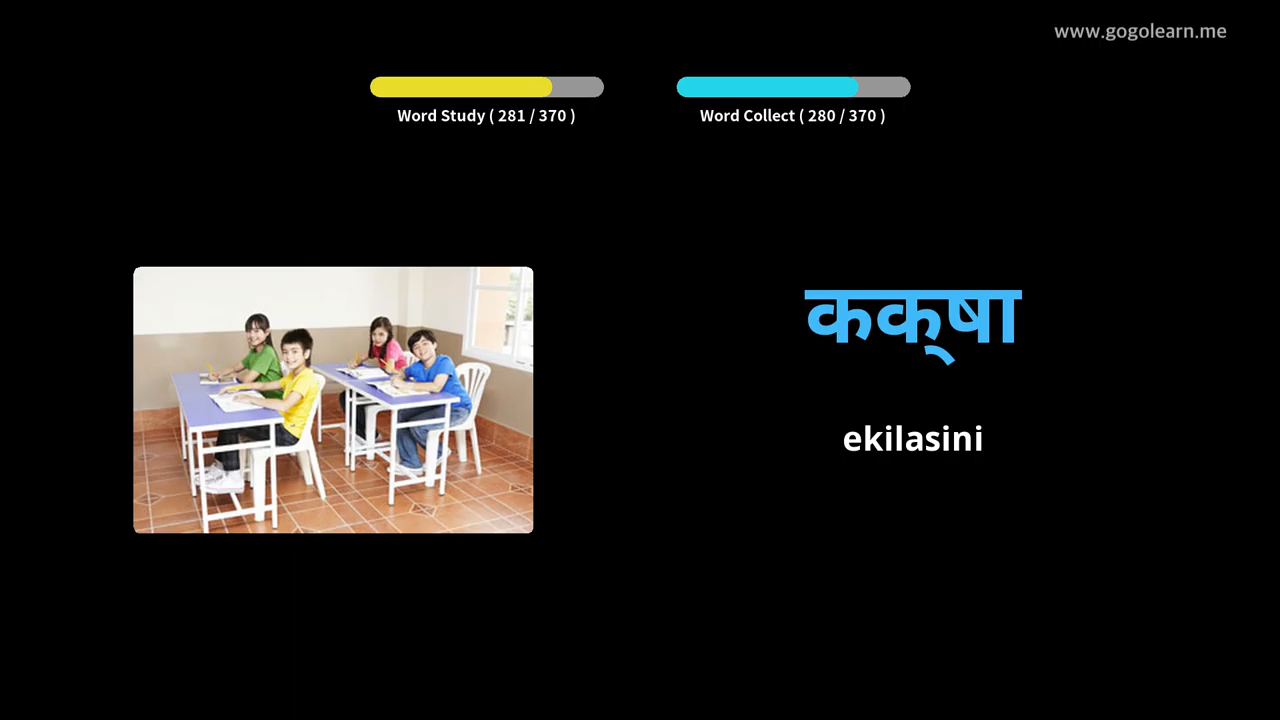 www.gogolearn.me
Word Study ( 281 / 370 )
Word Collect ( 280 / 370 )
कक्‌षा
ekilasini